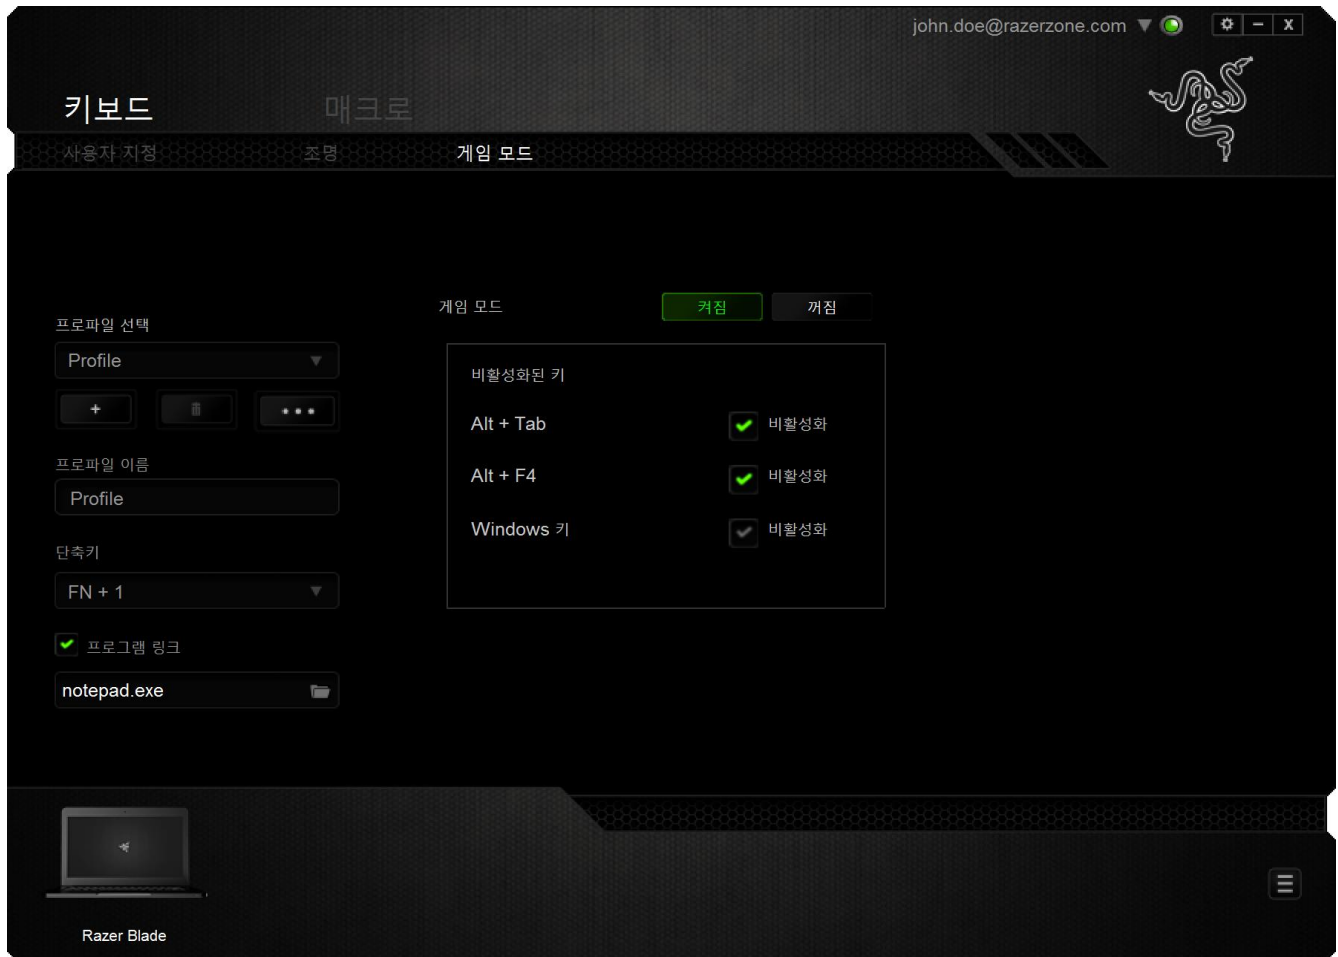 john.doe@razerzone.com
키보드
매크로
사용자 지정
조명
게임 모드
프로파일 선택
Profile
프로파일 이름
Profile
단축키
FN + 1
프로그램 링크
notepad.exe
게임 모드
켜짐
꺼짐
비활성화된 키
Alt + Tab
비활성화
Alt + F4
비활성화
Windows 키
비활성화
Razer Blade